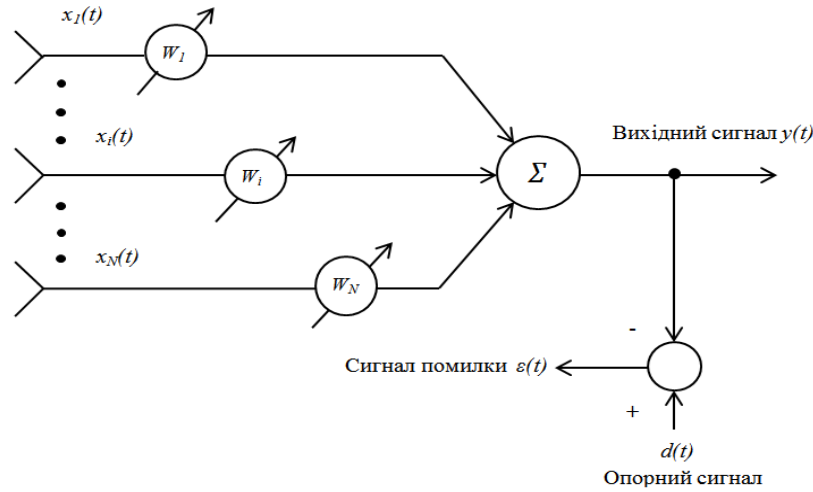 x1(t)
W1
xi(t)
Вихідний сигнал y(t)
Wi
Σ
xN(t)
WN
-
Сигнал помилки ε(t)
+
d(t)
Опорний сигнал